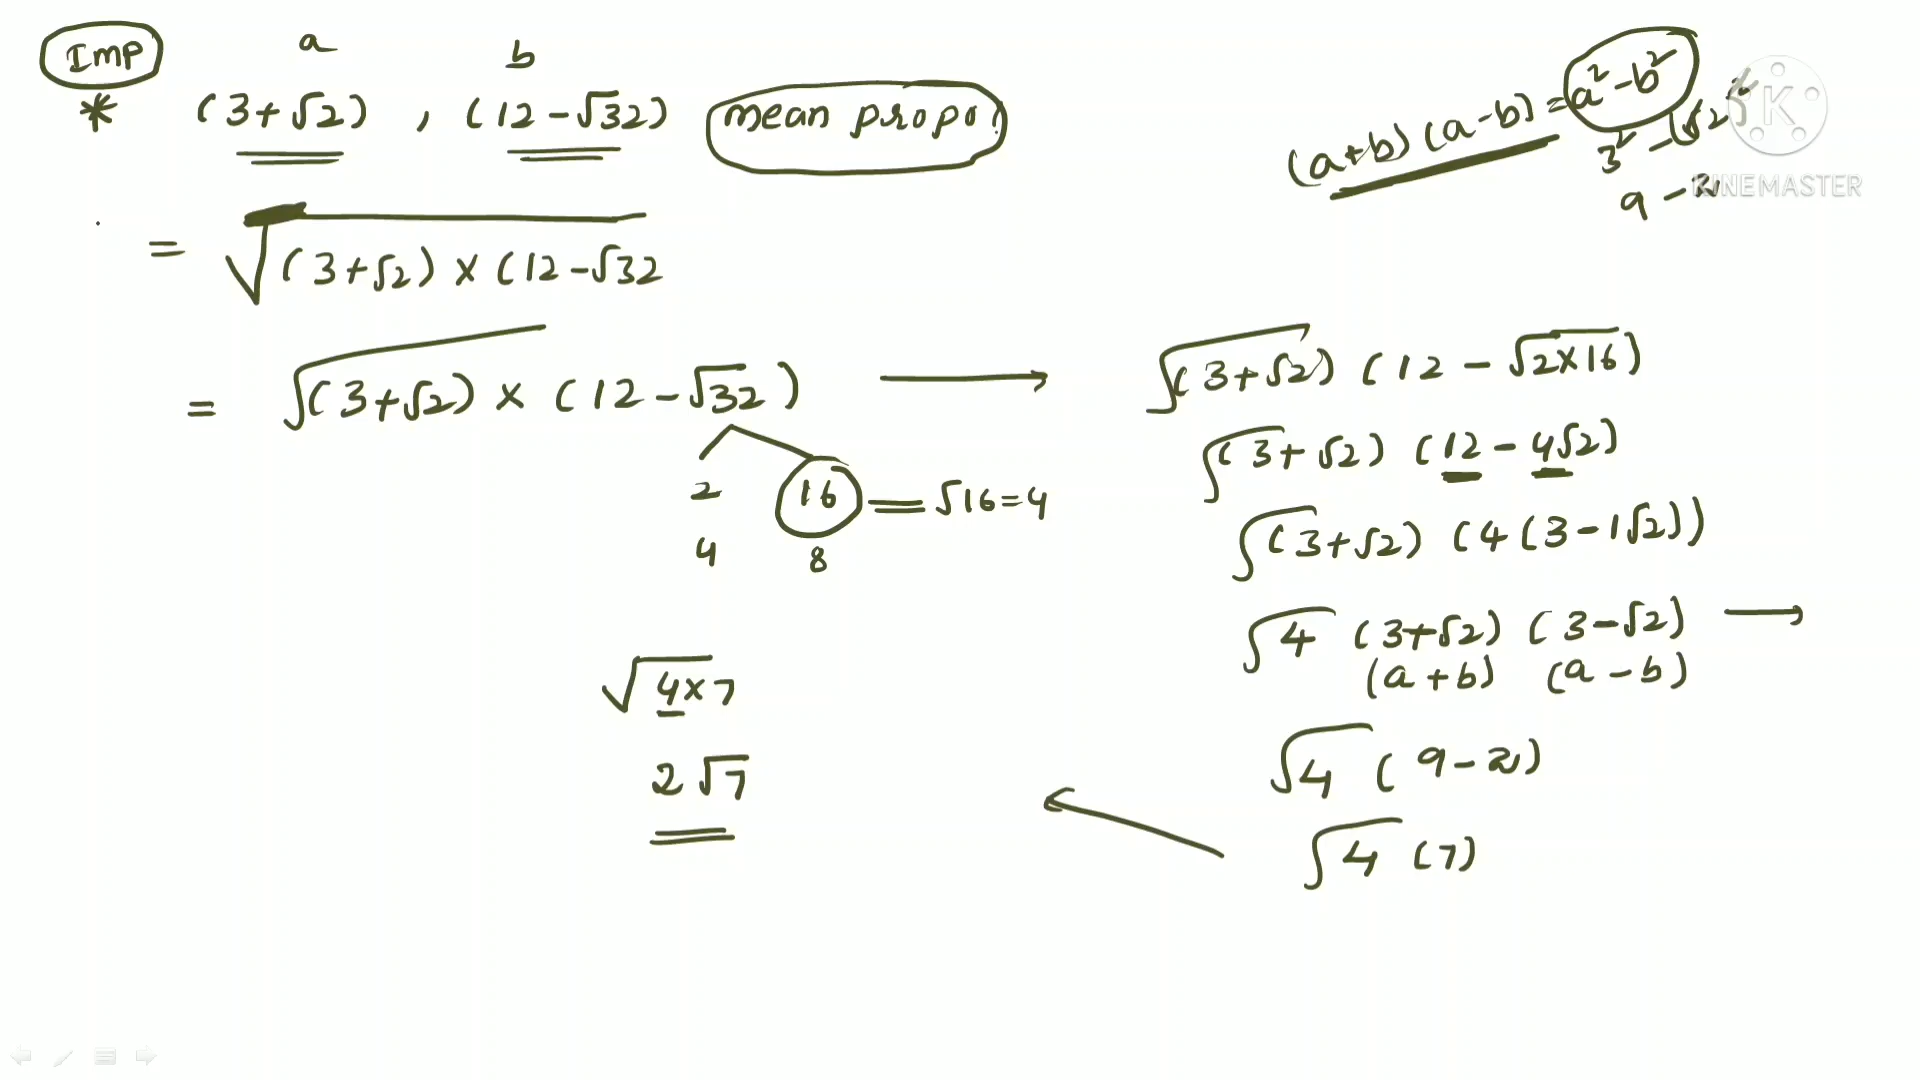 Imp
a b
* (3+√2) , (12-√32) mean propo.
(a+b)(a-b)=a²-b²
3²-(√2)²
9-2
KINEMASTER
= √(3+√2)×(12-√32
= √(3+√2)×(12-√32)
2 16 = √16=4
4 8
√(3+√2)(12-√2×16)
√(3+√2)(12-4√2)
√(3+√2)(4(3-1√2))
√4 (3+√2)(3-√2)
(a+b) (a-b)
√4 (9-2)
√4 (7)
√4×7
2√7